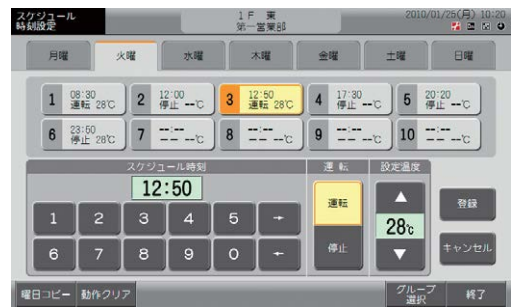 スケジュール
時刻設定
1F 東
第一営業部
2010/01/25(月) 10:20
月曜 火曜 水曜 木曜 金曜 土曜 日曜
1 08:30 運転 28℃
2 12:00 停止 --℃
3 12:50 運転 28℃
4 17:30 停止 --℃
5 20:20 停止 --℃
6 23:50 停止 28℃
7 --:-- -- --℃
8 --:-- -- --℃
9 --:-- -- --℃
10 --:-- -- --℃
スケジュール時刻 運転 設定温度
12:50
1 2 3 4 5 →
6 7 8 9 0 ←
運転
停止
▲
28℃
▼
登録
キャンセル
曜日コピー 動作クリア
グループ
選択
終了